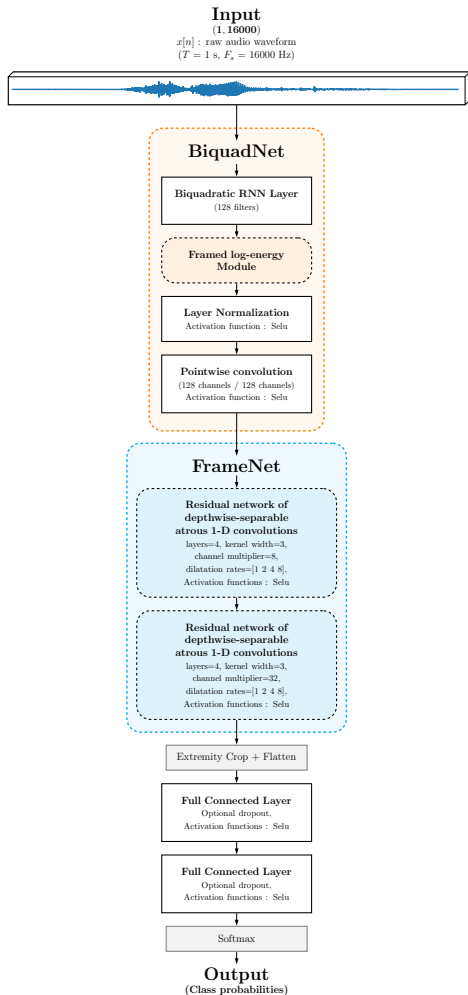 Input
(1, 16000)
x[n] : raw audio waveform
(T = 1 s, Fs = 16000 Hz)
BiquadNet
Biquadratic RNN Layer
(128 filters)
Framed log-energy
Module
Layer Normalization
Activation function : Selu
Pointwise convolution
(128 channels / 128 channels)
Activation function : Selu
FrameNet
Residual network of
depthwise-separable
atrous 1-D convolutions
layers=4, kernel width=3,
channel multiplier=8,
dilatation rates=[1 2 4 8],
Activation functions : Selu
Residual network of
depthwise-separable
atrous 1-D convolutions
layers=4, kernel width=3,
channel multiplier=32,
dilatation rates=[1 2 4 8],
Activation functions : Selu
Extremity Crop + Flatten
Full Connected Layer
Optional dropout,
Activation functions : Selu
Full Connected Layer
Optional dropout,
Activation functions : Selu
Softmax
Output
(Class probabilities)